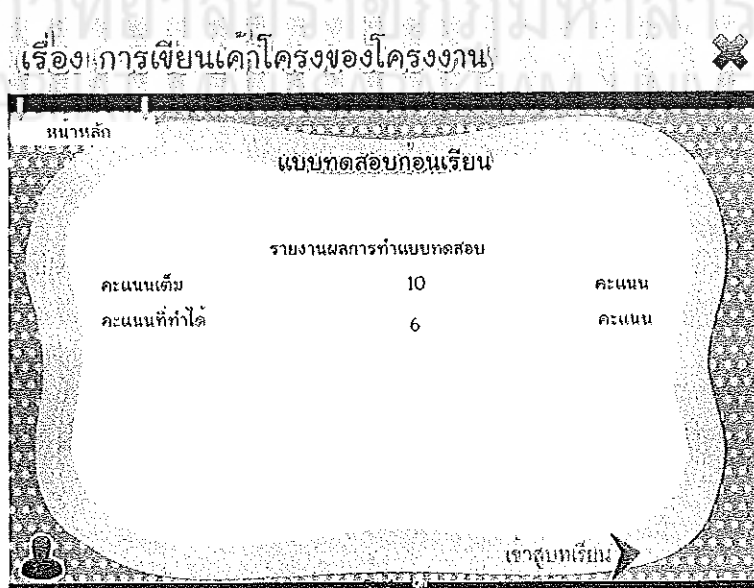 เรื่อง การเขียนเค้าโครงของโครงงาน
หน้าหลัก
แบบทดสอบก่อนเรียน
รายงานผลการทำแบบทดสอบ
คะแนนเต็ม 10 คะแนน
คะแนนที่ทำได้ 6 คะแนน
เข้าสู่บทเรียน